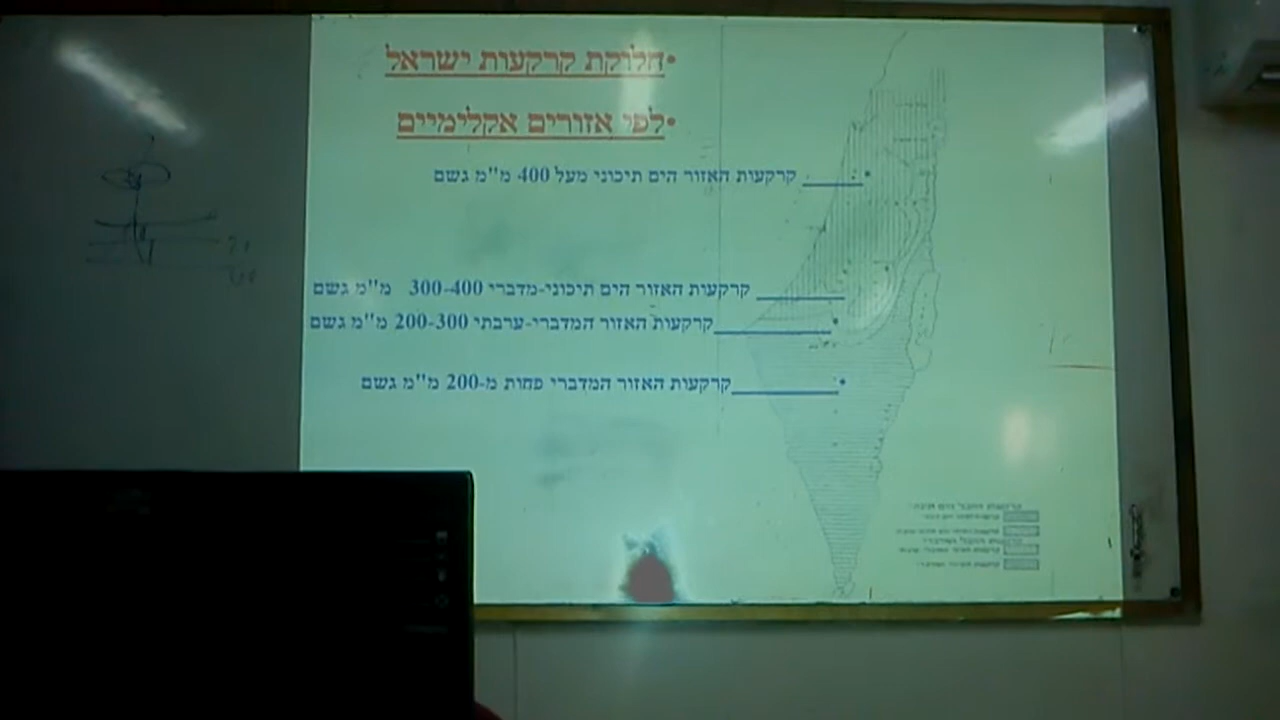 •חלוקת קרקעות ישראל
•לפי אזורים אקלימיים
קרקעות האזור הים תיכוני מעל 400 מ"מ גשם
קרקעות האזור הים תיכוני-מדברי 300-400 מ"מ גשם
קרקעות האזור המדברי-ערבתי 200-300 מ"מ גשם
קרקעות האזור המדברי פחות מ-200 מ"מ גשם